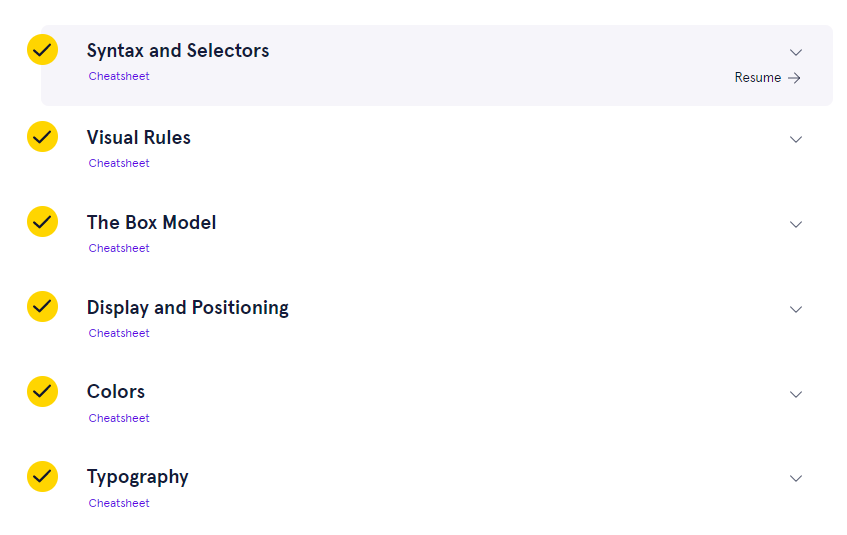 Syntax and Selectors
Cheatsheet
Resume
Visual Rules
Cheatsheet
The Box Model
Cheatsheet
Display and Positioning
Cheatsheet
Colors
Cheatsheet
Typography
Cheatsheet